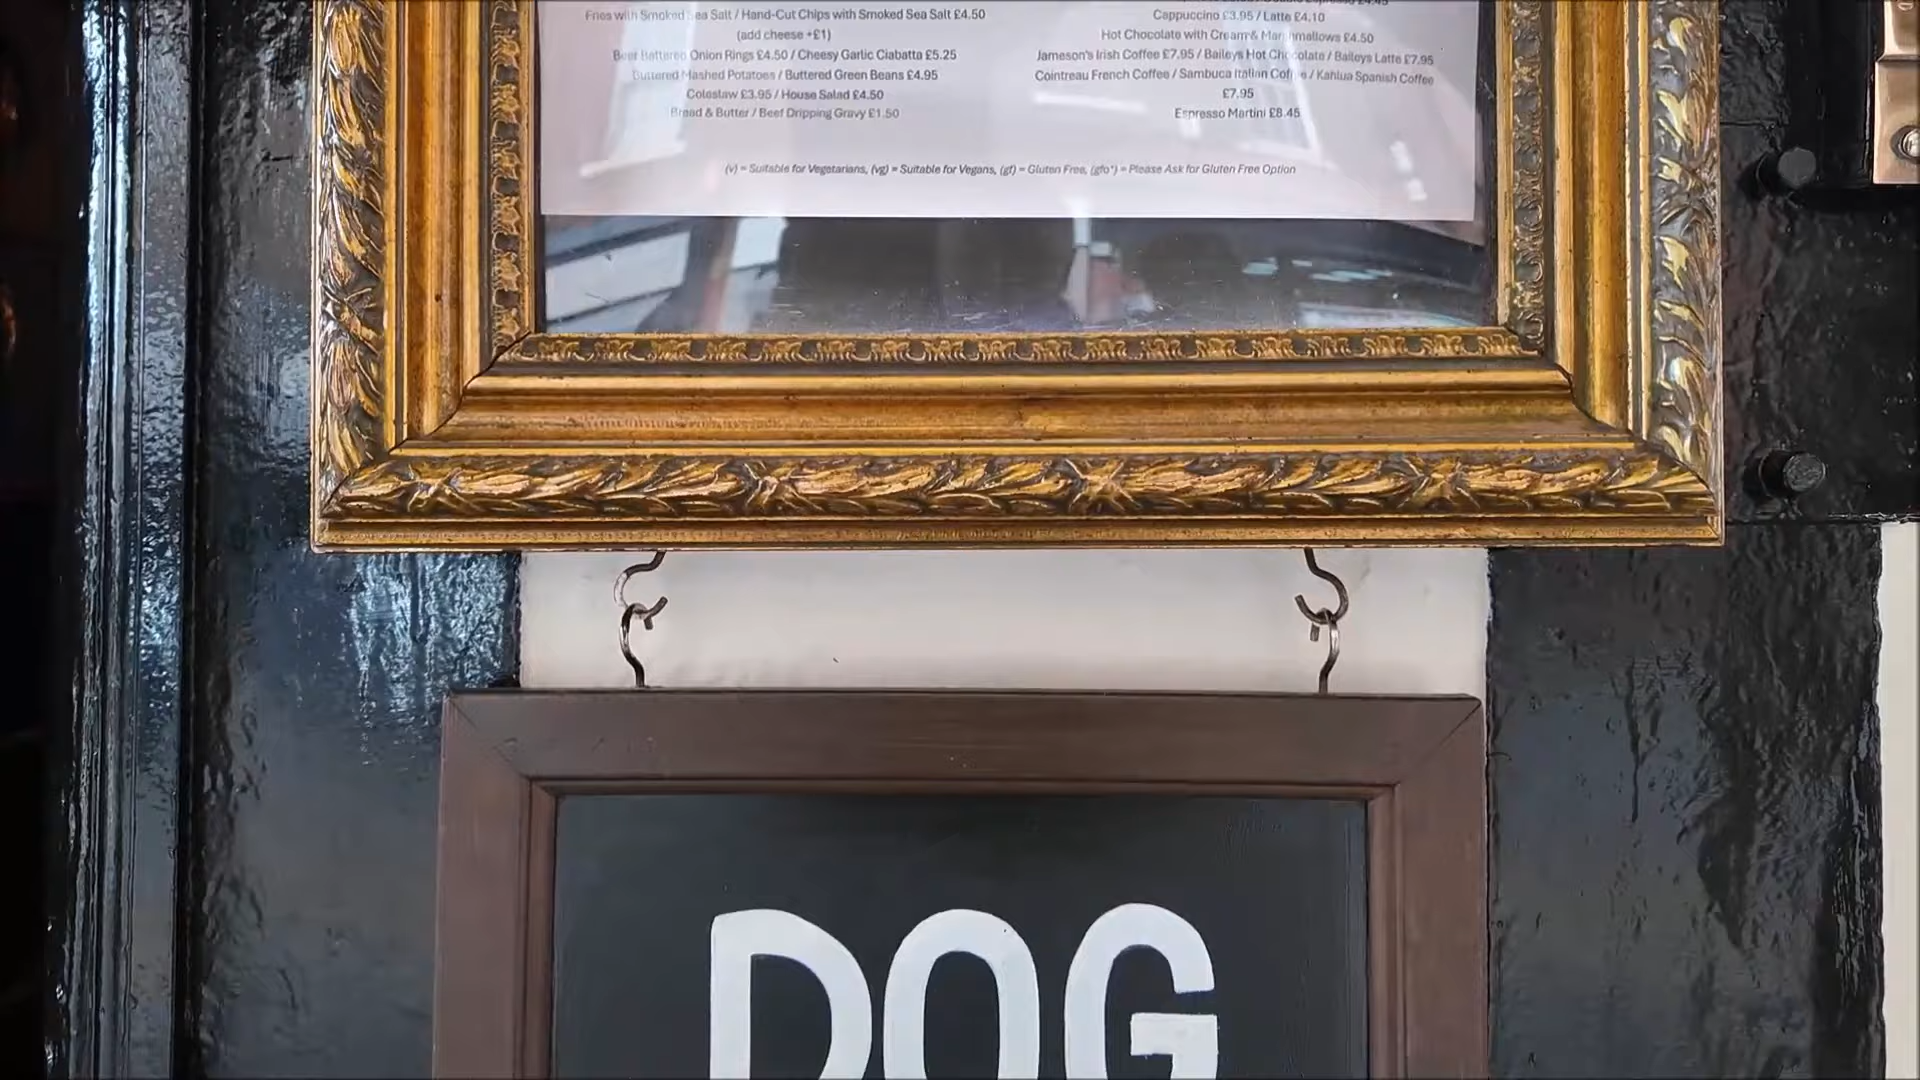 Fries with Smoked Sea Salt / Hand-Cut Chips with Smoked Sea Salt £4.50
(add cheese +£1)
Beer Battered Onion Rings £4.50 / Cheesy Garlic Ciabatta £5.25
Buttered Mashed Potatoes / Buttered Green Beans £4.95
Coleslaw £3.95 / House Salad £4.50
Bread & Butter / Beef Dripping Gravy £1.50
Cappuccino £3.95 / Latte £4.10
Hot Chocolate with Cream & Marshmallows £4.50
Jameson's Irish Coffee £7.95 / Baileys Hot Chocolate / Baileys Latte £7.95
Cointreau French Coffee / Sambuca Italian Coffee / Kahlua Spanish Coffee
£7.95
Espresso Martini £8.45
(v) = Suitable for Vegetarians, (vg) = Suitable for Vegans, (gf) = Gluten Free, (gfo*) = Please Ask for Gluten Free Option
DOG